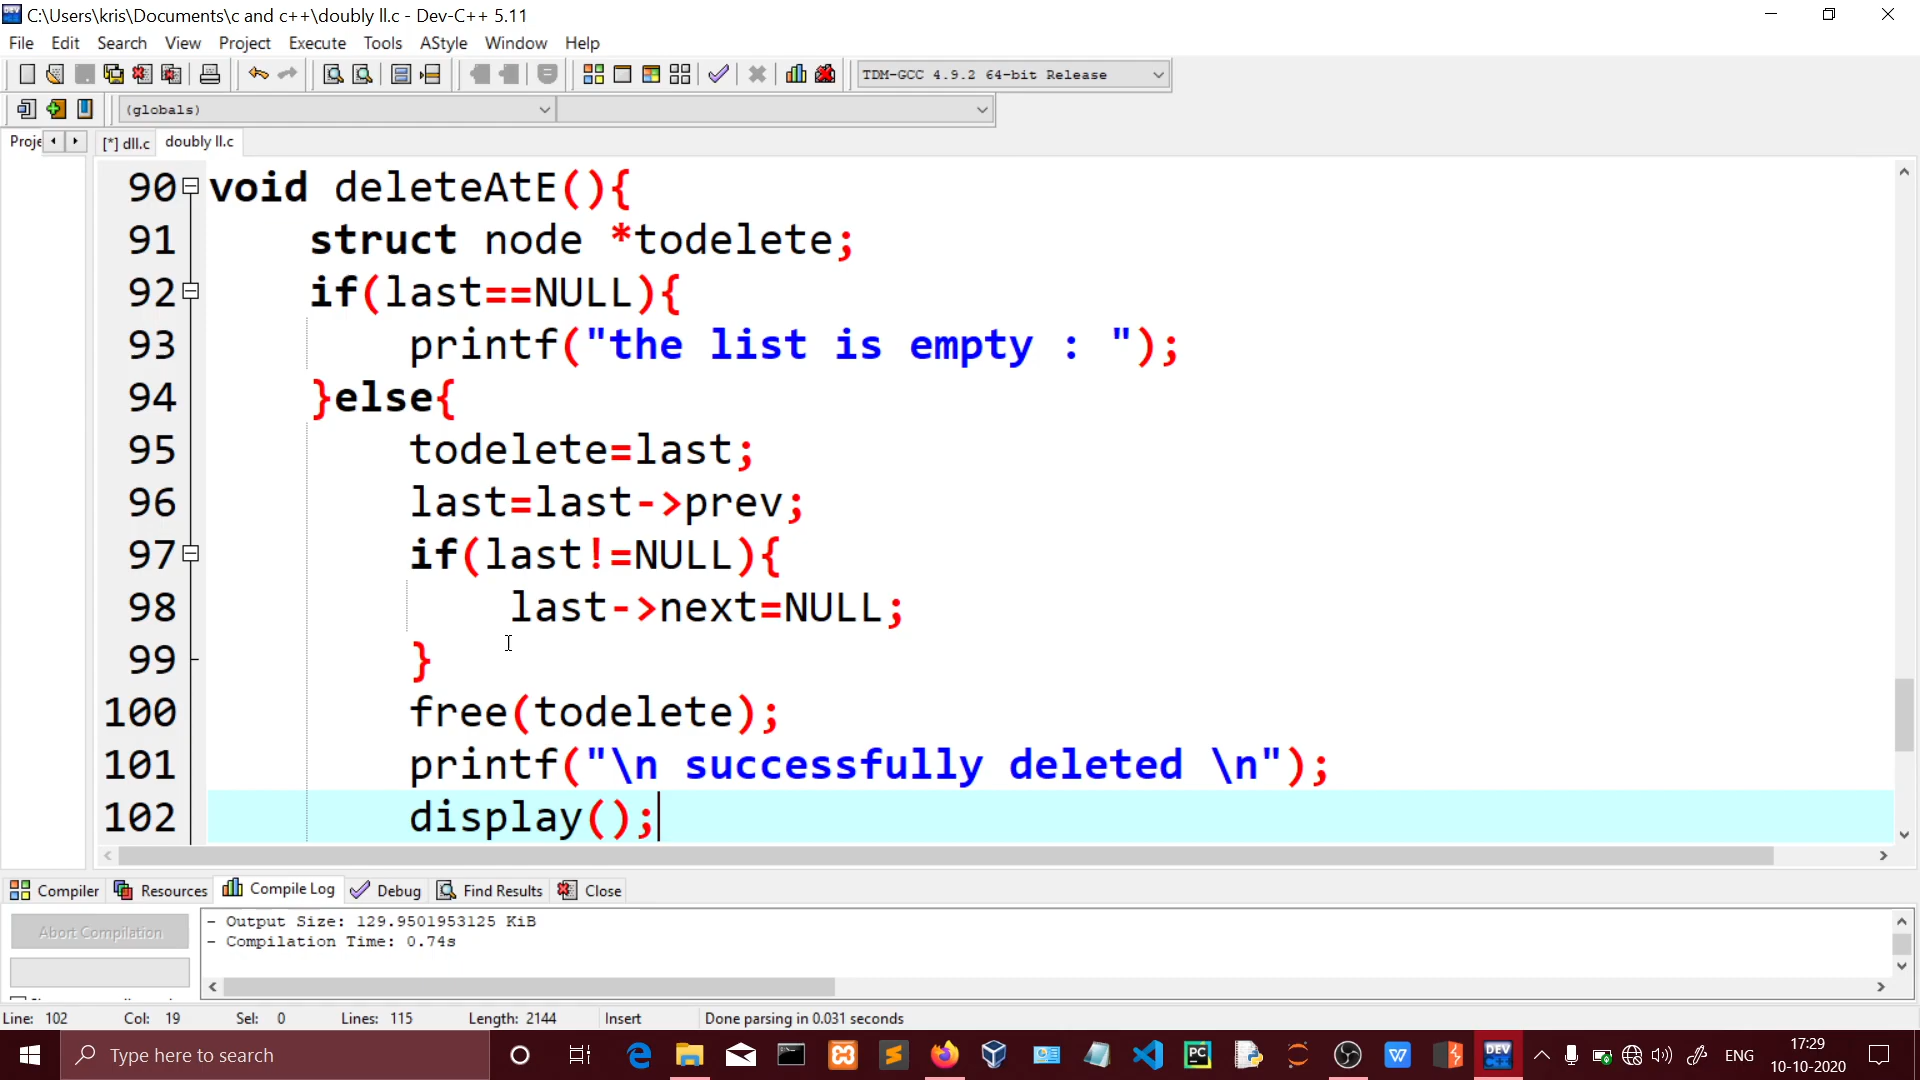 C:\Users\kris\Documents\c and c++\doubly ll.c - Dev-C++ 5.11
File Edit Search View Project Execute Tools AStyle Window Help
TDM-GCC 4.9.2 64-bit Release
(globals)
Proje [*] dll.c doubly ll.c
90 void deleteAtE(){
91 struct node *todelete;
92 if(last==NULL){
93 printf("the list is empty : ");
94 }else{
95 todelete=last;
96 last=last->prev;
97 if(last!=NULL){
98 last->next=NULL;
99 }
100 free(todelete);
101 printf("\n successfully deleted \n");
102 display();
Compiler Resources Compile Log Debug Find Results Close
Abort Compilation
- Output Size: 129.9501953125 KiB
- Compilation Time: 0.74s
Line: 102 Col: 19 Sel: 0 Lines: 115 Length: 2144 Insert Done parsing in 0.031 seconds
Type here to search
ENG
17:29
10-10-2020